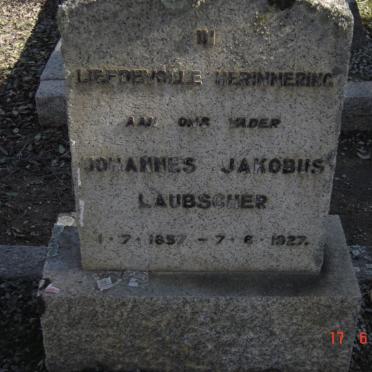 IN
LIEFDEVOLLE HERINNERING
AAN ONS VADER
JOHANNES JAKOBUS
LAUBSCHER
1-7-1857 - 7-6-1927.
17 6